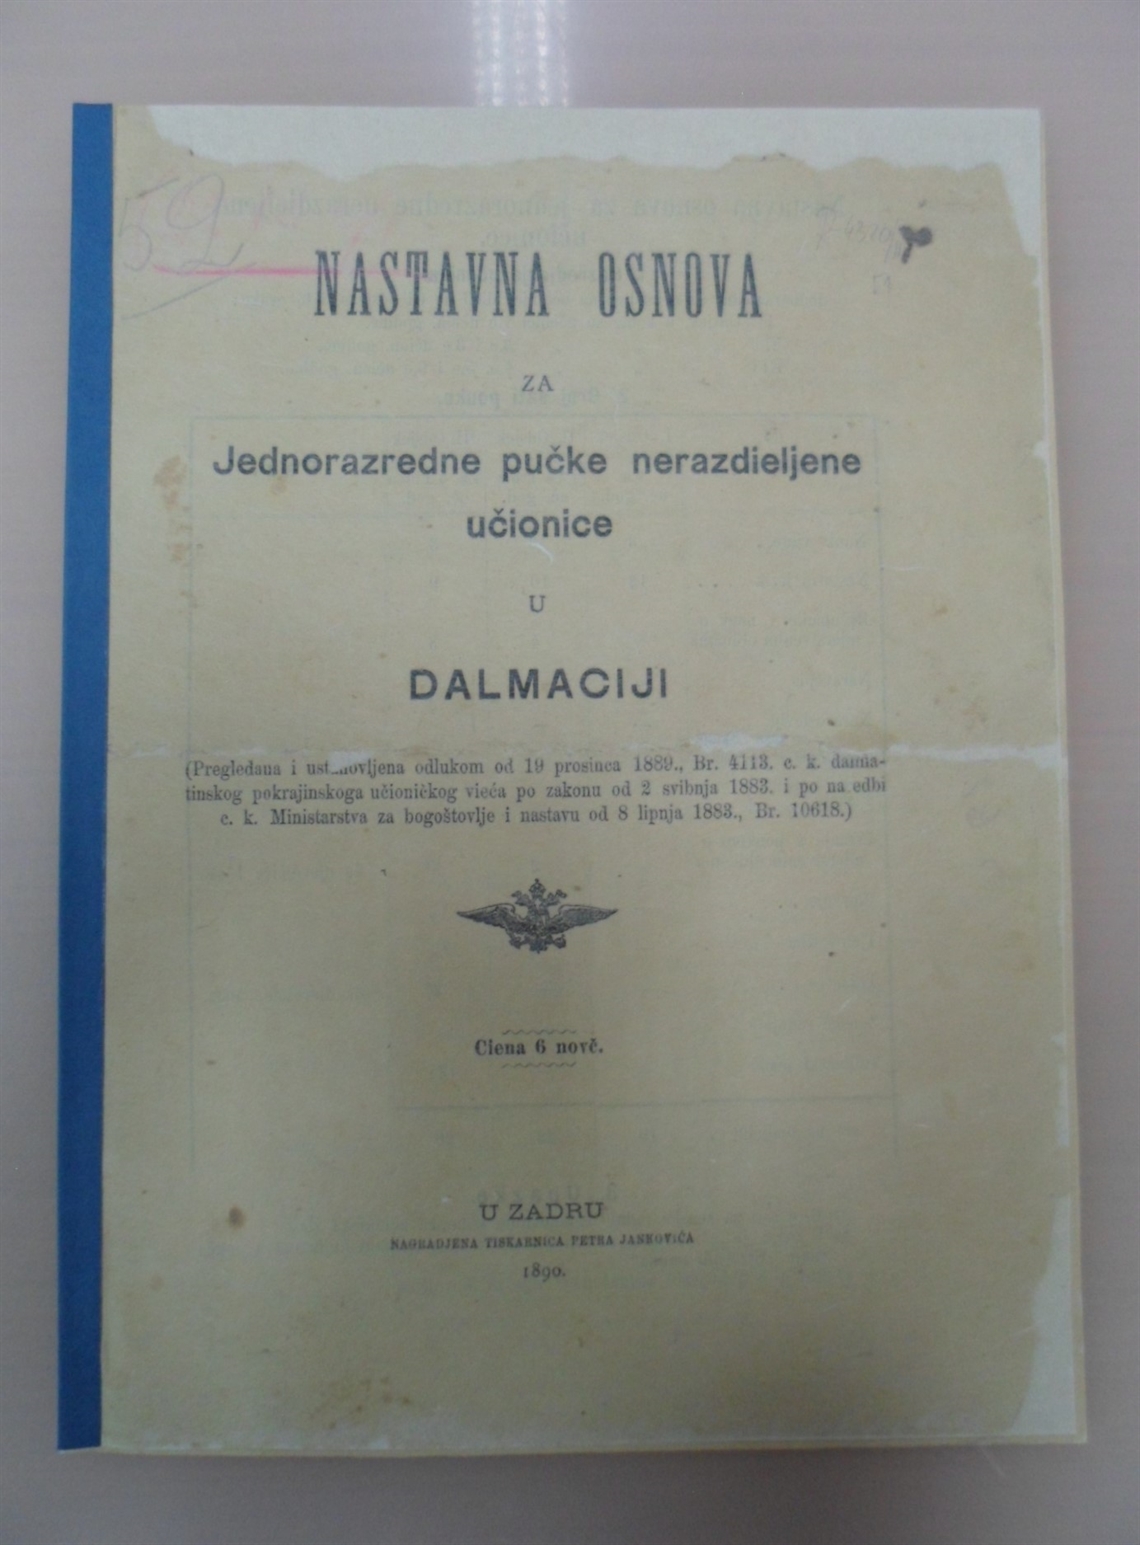 52
NASTAVNA OSNOVA
ZA
Jednorazredne pučke nerazdieljene
učionice
U
DALMACIJI
(Pregledana i ustanovljena odlukom od 19 prosinca 1889., Br. 4113. c. k. dalma-
tinskog pokrajinskoga učioničkog vieća po zakonu od 2 svibnja 1883. i po na edbi
c. k. Ministarstva za bogoštovlje i nastavu od 8 lipnja 1883., Br. 10618.)
Ciena 6 novč.
U ZADRU
NAGRADJENA TISKARNICA PETRA JANKOVIĆA
1890.